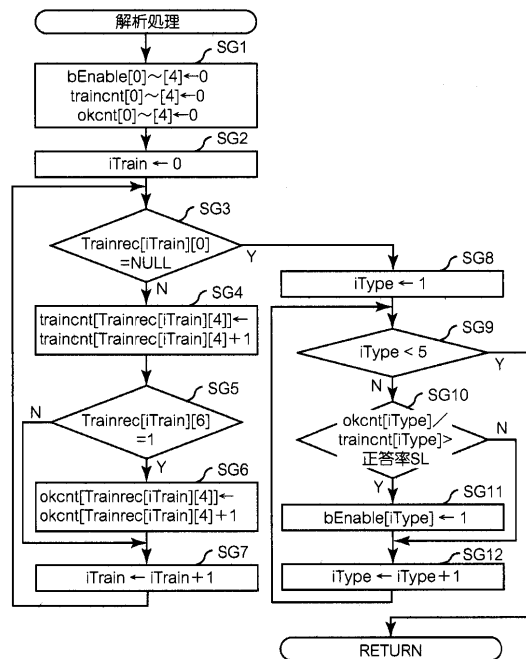 解析処理
SG1
bEnable[0]~[4]←0
traincnt[0]~[4]←0
okcnt[0]~[4]←0
SG2
iTrain ← 0
SG3
Trainrec[iTrain][0]
=NULL
Y
N
SG4
traincnt[Trainrec[iTrain][4]]←
traincnt[Trainrec[iTrain][4]+1
SG5
N
Trainrec[iTrain][6]
=1
Y
SG6
okcnt[Trainrec[iTrain][4]]←
okcnt[Trainrec[iTrain][4]+1
SG7
iTrain ← iTrain+1
SG8
iType ← 1
SG9
iType < 5
Y
N
SG10
okcnt[iType]/
traincnt[iType]>
正答率SL
N
Y
SG11
bEnable[iType] ← 1
SG12
iType ← iType+1
RETURN